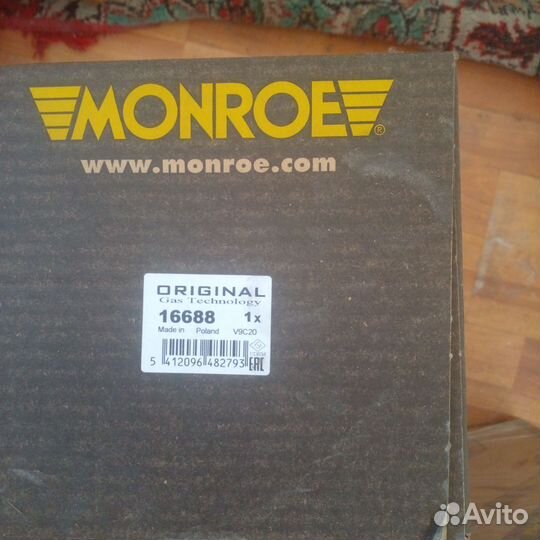 MONROE®
www.monroe.com
ORIGINAL
Gas Technology
16688 1x
Made in Poland V9C20
5 412096 482793
EAC
Avito